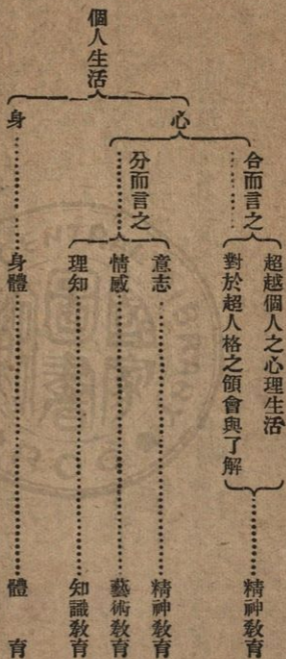 個人生活
心
身
合而言之
分而言之
超越個人之心理生活
對於超人格之領會與了解
意志
情感
理知
身體
精神教育
精神教育
藝術教育
知識教育
體育